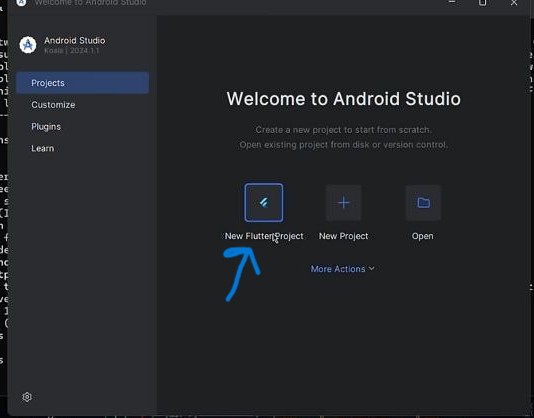 Welcome to Android Studio
Android Studio
Koala | 2024.1.1
Projects
Customize
Plugins
Learn
Welcome to Android Studio
Create a new project to start from scratch.
Open existing project from disk or version control.
New Flutter Project
New Project
Open
More Actions